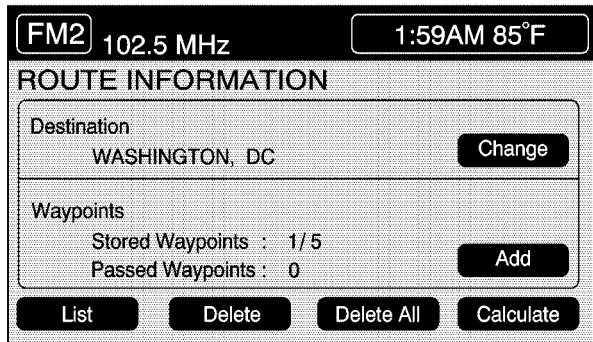 FM2 102.5 MHz 1:59AM 85°F
ROUTE INFORMATION
Destination
WASHINGTON, DC Change
Waypoints
Stored Waypoints : 1/5
Passed Waypoints : 0 Add
List Delete Delete All Calculate